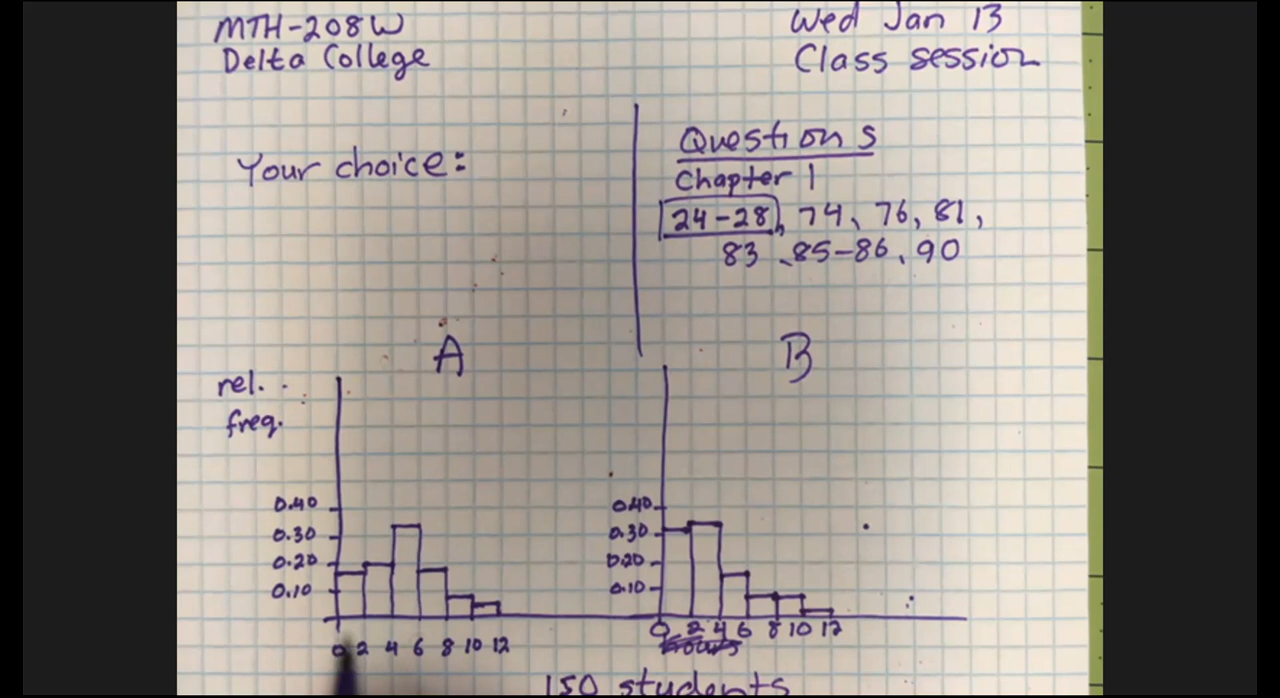 MTH-208W
Delta College
Wed Jan 13
Class session
Your choice:
Questions
Chapter 1
24-28, 74, 76, 81,
83, 85-86, 90
A
B
rel.
freq.
0.40
0.30
0.20
0.10
0 2 4 6 8 10 12
0.40
0.30
0.20
0.10
0 2 4 6 8 10 12
hours
150 students